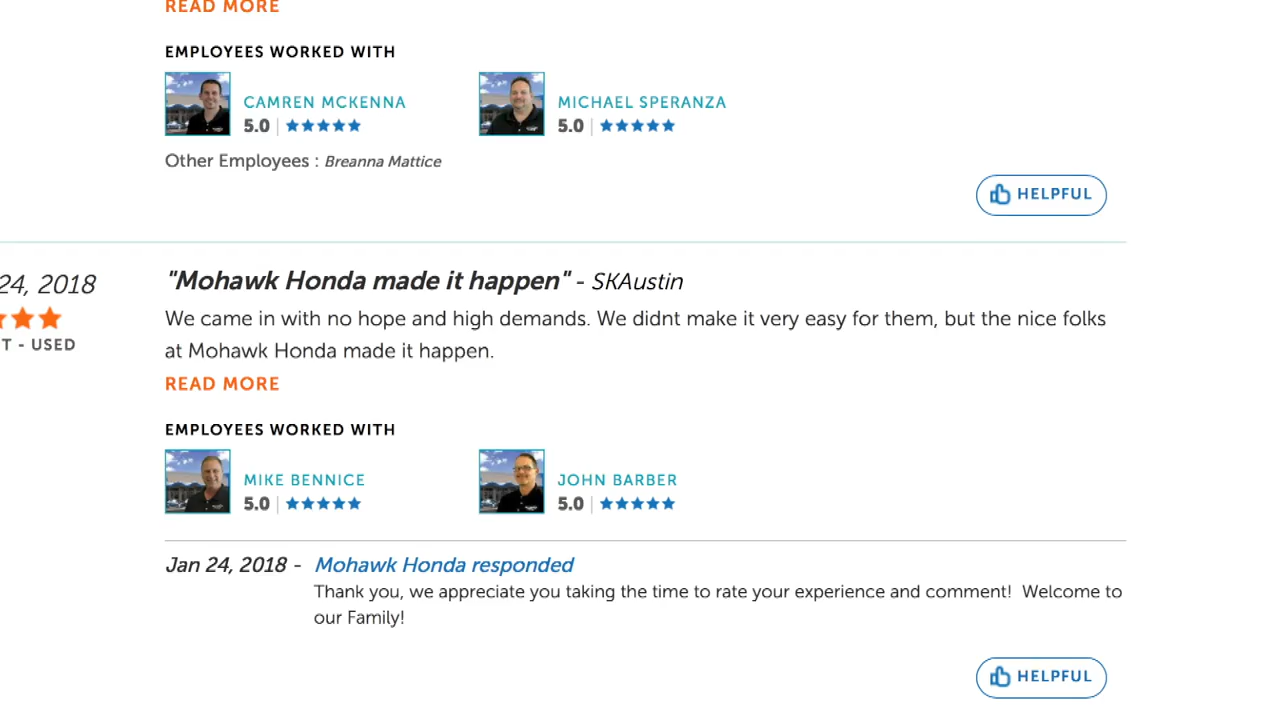 READ MORE
EMPLOYEES WORKED WITH
CAMREN MCKENNA
5.0
MICHAEL SPERANZA
5.0
Other Employees : Breanna Mattice
HELPFUL
24, 2018
"Mohawk Honda made it happen" - SKAustin
We came in with no hope and high demands. We didnt make it very easy for them, but the nice folks
T - USED
at Mohawk Honda made it happen.
READ MORE
EMPLOYEES WORKED WITH
MIKE BENNICE
5.0
JOHN BARBER
5.0
Jan 24, 2018 - Mohawk Honda responded
Thank you, we appreciate you taking the time to rate your experience and comment! Welcome to
our Family!
HELPFUL